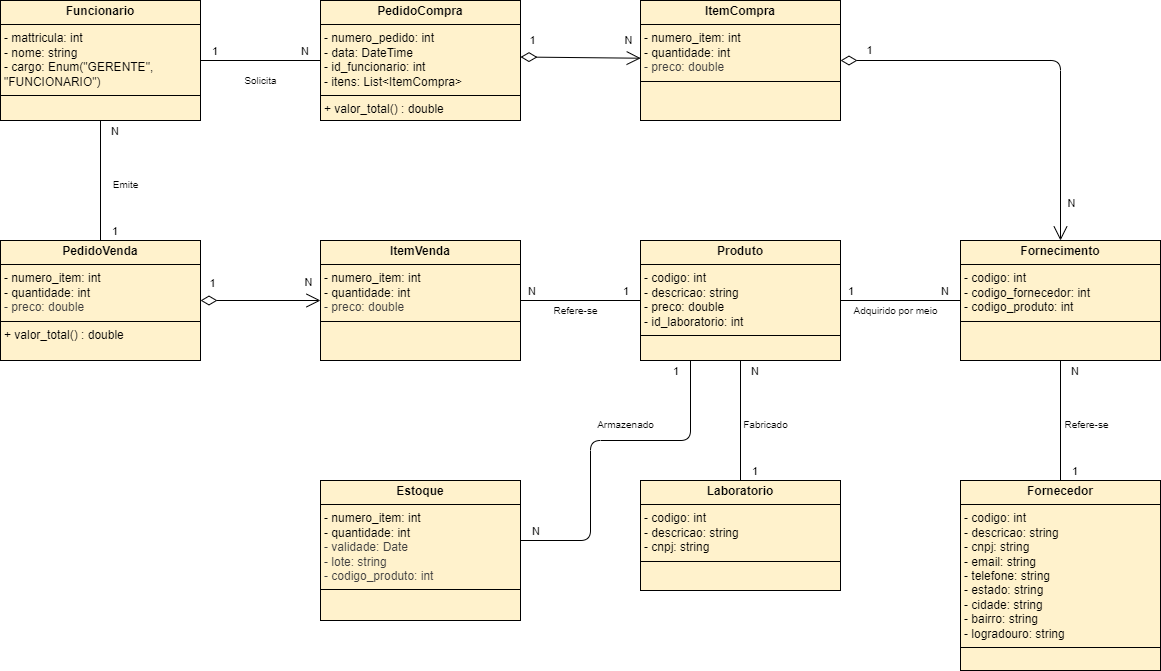 Funcionario
- mattricula: int
- nome: string
- cargo: Enum("GERENTE",
"FUNCIONARIO")
1
N
Solicita
PedidoCompra
- numero_pedido: int
- data: DateTime
- id_funcionario: int
- itens: List<ItemCompra>
+ valor_total() : double
1
N
ItemCompra
- numero_item: int
- quantidade: int
- preco: double
1
N
N
Emite
1
PedidoVenda
- numero_item: int
- quantidade: int
- preco: double
+ valor_total() : double
1
N
ItemVenda
- numero_item: int
- quantidade: int
- preco: double
N
1
Refere-se
Produto
- codigo: int
- descricao: string
- preco: double
- id_laboratorio: int
1
N
Adquirido por meio
Fornecimento
- codigo: int
- codigo_fornecedor: int
- codigo_produto: int
1
Armazenado
N
N
Fabricado
1
N
Refere-se
1
Estoque
- numero_item: int
- quantidade: int
- validade: Date
- lote: string
- codigo_produto: int
Laboratorio
- codigo: int
- descricao: string
- cnpj: string
Fornecedor
- codigo: int
- descricao: string
- cnpj: string
- email: string
- telefone: string
- estado: string
- cidade: string
- bairro: string
- logradouro: string